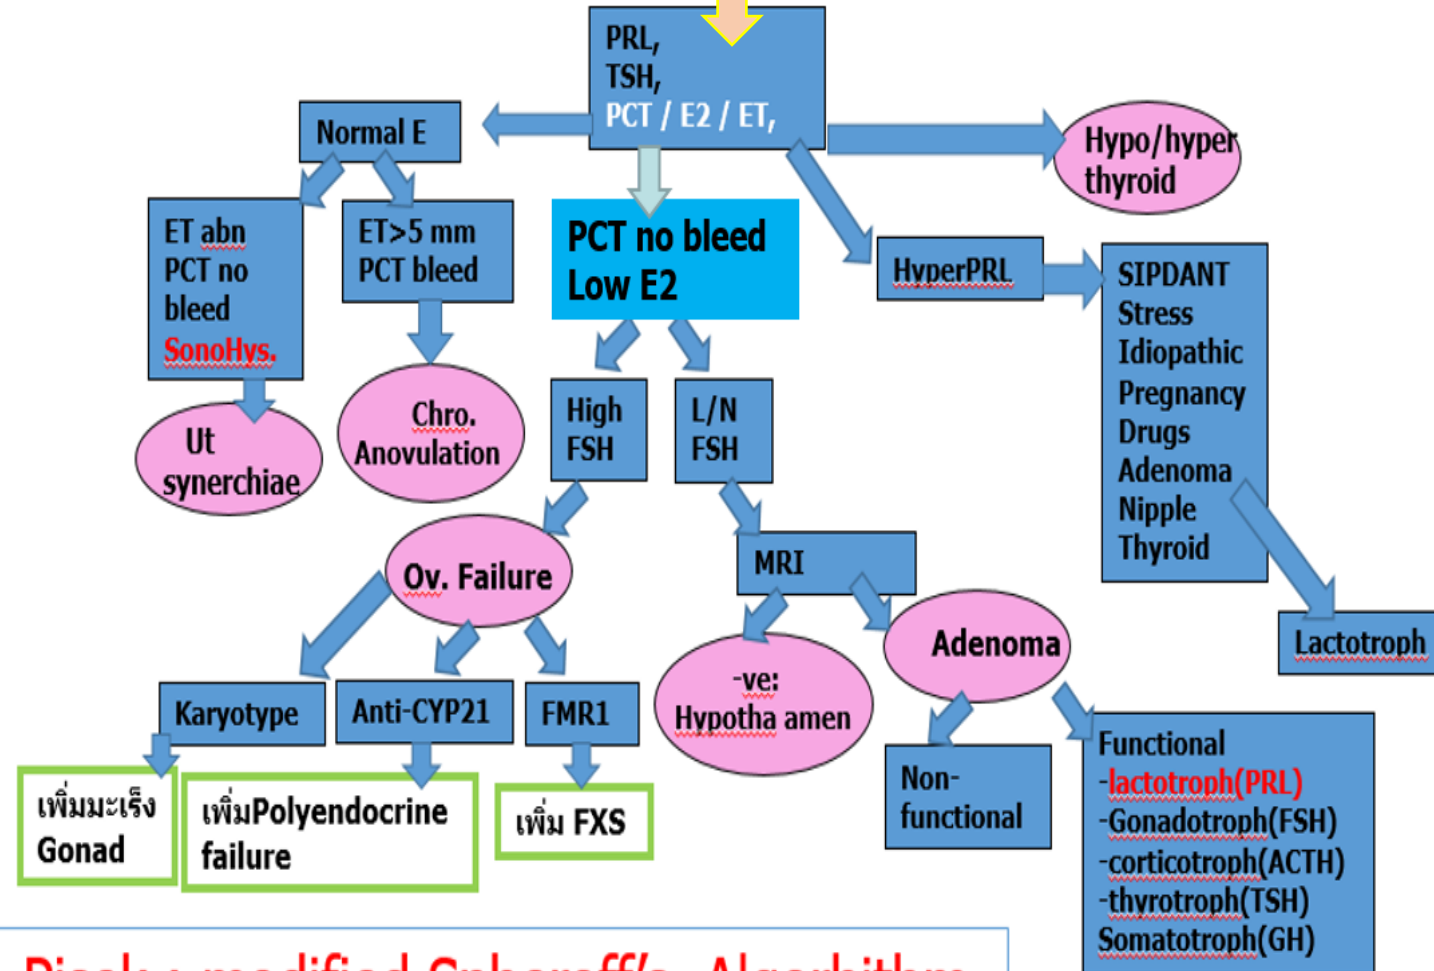 PRL,
TSH,
PCT / E2 / ET,
Normal E
Hypo/hyper
thyroid
ET abn
PCT no
bleed
SonoHys.
ET>5 mm
PCT bleed
PCT no bleed
Low E2
HyperPRL
SIPDANT
Stress
Idiopathic
Pregnancy
Drugs
Adenoma
Nipple
Thyroid
Ut
synerchiae
Chro.
Anovulation
High
FSH
L/N
FSH
MRI
Ov. Failure
Adenoma
Lactotroph
-ve:
Hypotha amen
Karyotype
Anti-CYP21
FMR1
Non-
functional
Functional
-lactotroph(PRL)
-Gonadotroph(FSH)
-corticotroph(ACTH)
-thyrotroph(TSH)
Somatotroph(GH)
เพิ่มมะเร็ง
Gonad
เพิ่มPolyendocrine
failure
เพิ่ม FXS
modified